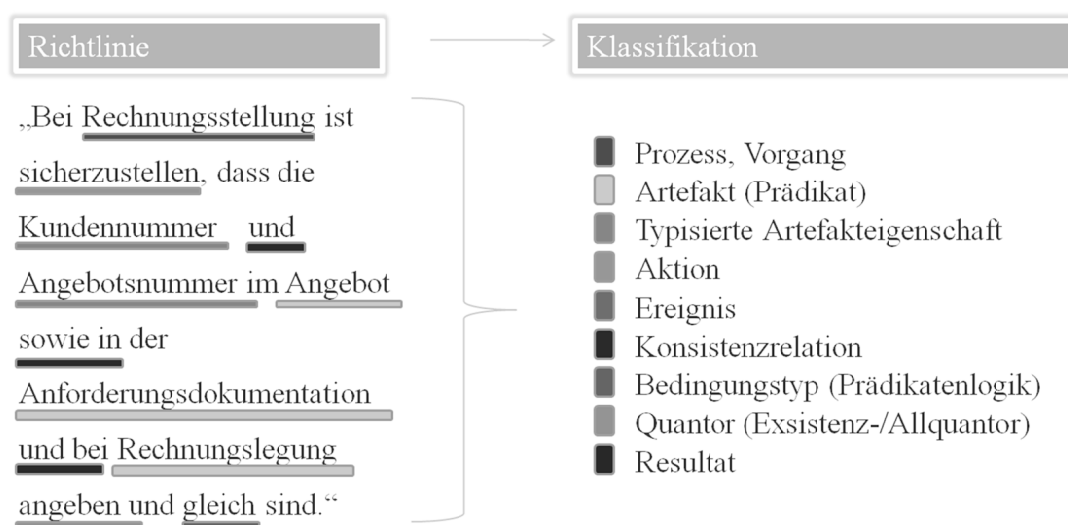 Richtlinie
Klassifikation
„Bei Rechnungsstellung ist
sicherzustellen, dass die
Kundennummer und
Angebotsnummer im Angebot
sowie in der
Anforderungsdokumentation
und bei Rechnungslegung
angeben und gleich sind.“
Prozess, Vorgang
Artefakt (Prädikat)
Typisierte Artefakteigenschaft
Aktion
Ereignis
Konsistenzrelation
Bedingungstyp (Prädikatenlogik)
Quantor (Exsistenz-/Allquantor)
Resultat